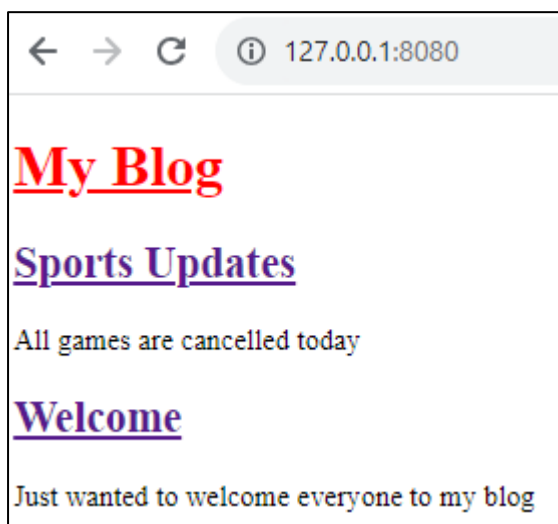 127.0.0.1:8080
My Blog
Sports Updates
All games are cancelled today
Welcome
Just wanted to welcome everyone to my blog